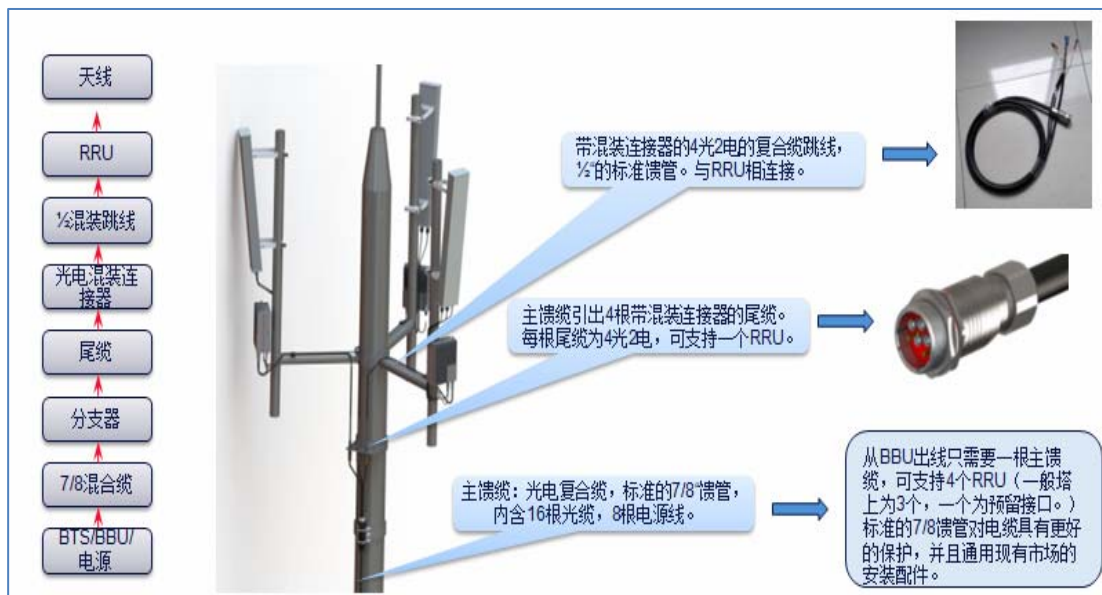 天线
RRU
½混装跳线
光电混装连
接器
尾缆
分支器
7/8混合缆
BTS/BBU/
电源
带混装连接器的4光2电的复合缆跳线，
½“的标准馈管。与RRU相连接。
主馈缆引出4根带混装连接器的尾缆。
每根尾缆为4光2电，可支持一个RRU。
主馈缆：光电复合缆，标准的7/8“馈管，
内含16根光缆，8根电源线。
从BBU出线只需要一根主馈
缆，可支持4个RRU（一般塔
上为3个，一个为预留接口。）
标准的7/8馈管对电缆具有更好
的保护，并且通用现有市场的
安装配件。